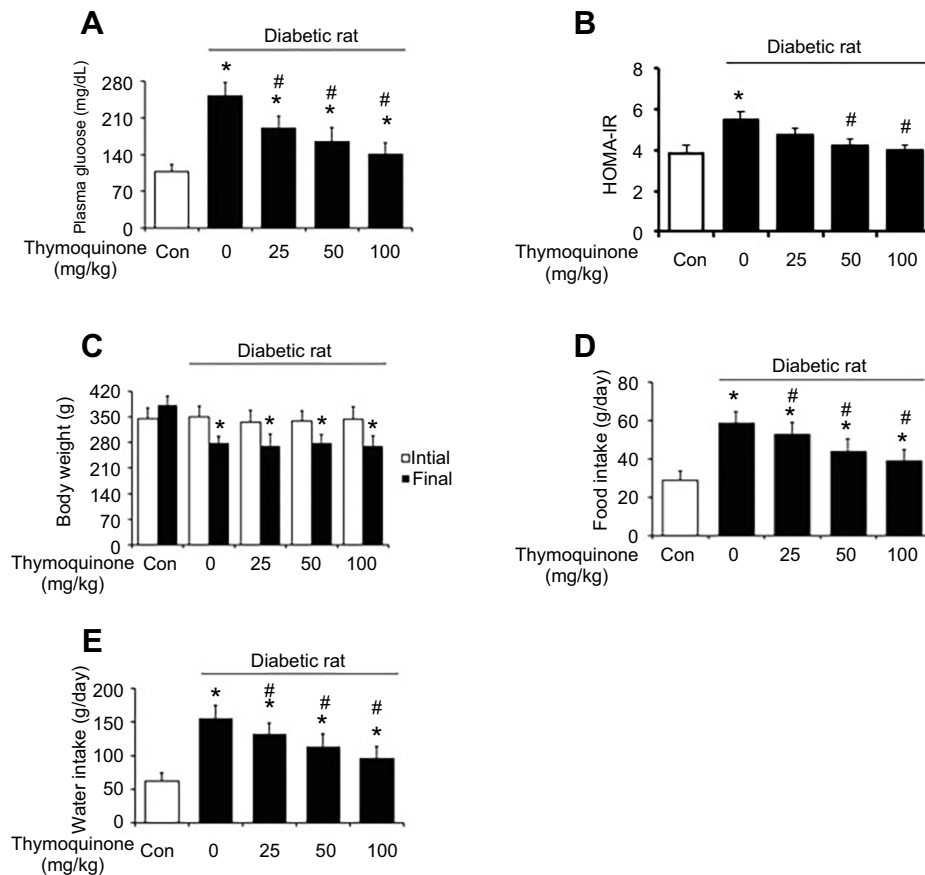 A
Diabetic rat
Plasma gluoose (mg/dL)
280
210
140
70
0
*
# *
# *
# *
Thymoquinone (mg/kg)
Con 0 25 50 100
B
Diabetic rat
HOMA-IR
8
6
4
2
0
*
#
#
Thymoquinone (mg/kg)
Con 0 25 50 100
C
Diabetic rat
Body weight (g)
420
350
280
210
140
70
0
* * * *
Intial
Final
Thymoquinone (mg/kg)
Con 0 25 50 100
D
Diabetic rat
Food intake (g/day)
80
60
40
20
0
*
# *
# *
# *
Thymoquinone (mg/kg)
Con 0 25 50 100
E
Diabetic rat
Water intake (g/day)
200
150
100
50
0
*
# *
# *
# *
Thymoquinone (mg/kg)
Con 0 25 50 100